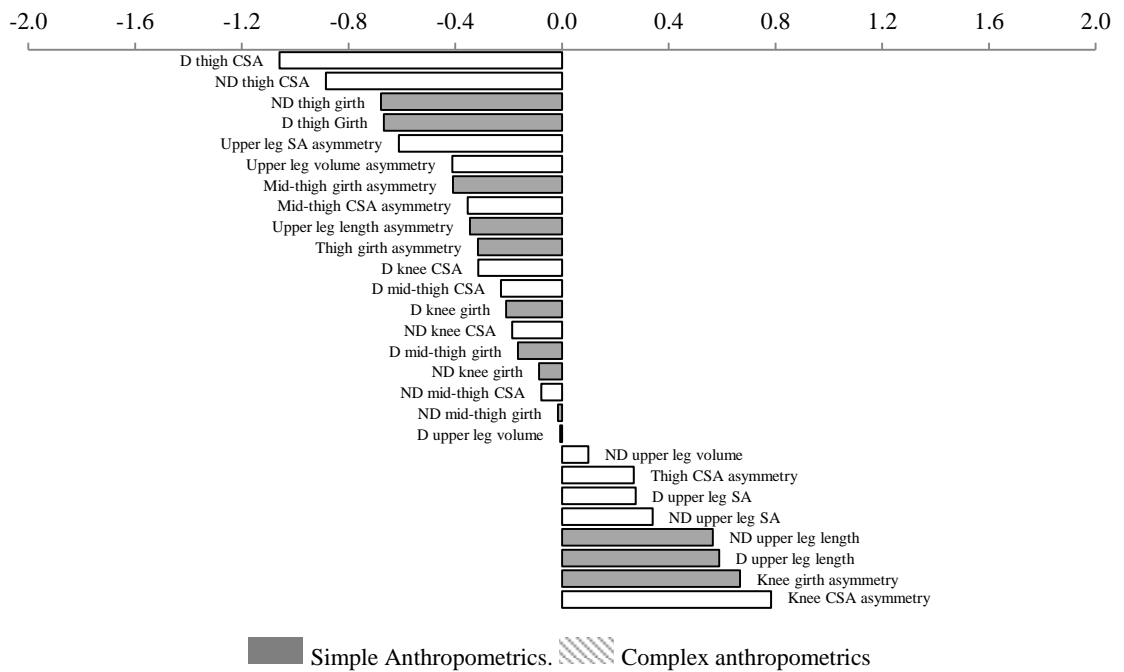 -2.0 -1.6 -1.2 -0.8 -0.4 0.0 0.4 0.8 1.2 1.6 2.0
D thigh CSA
ND thigh CSA
ND thigh girth
D thigh Girth
Upper leg SA asymmetry
Upper leg volume asymmetry
Mid-thigh girth asymmetry
Mid-thigh CSA asymmetry
Upper leg length asymmetry
Thigh girth asymmetry
D knee CSA
D mid-thigh CSA
D knee girth
ND knee CSA
D mid-thigh girth
ND knee girth
ND mid-thigh CSA
ND mid-thigh girth
D upper leg volume
ND upper leg volume
Thigh CSA asymmetry
D upper leg SA
ND upper leg SA
ND upper leg length
D upper leg length
Knee girth asymmetry
Knee CSA asymmetry
Simple Anthropometrics. Complex anthropometrics